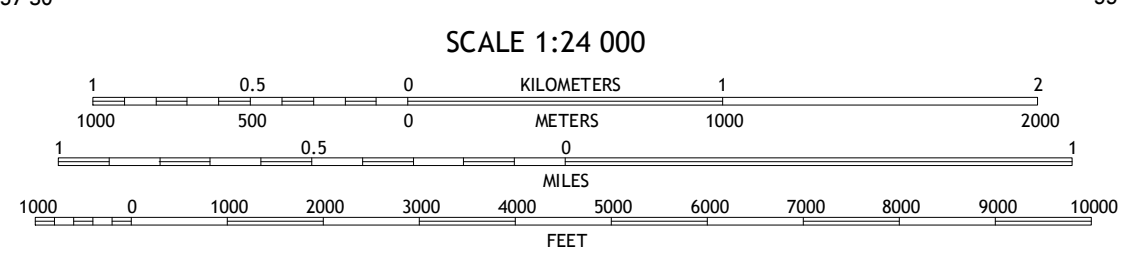 SCALE 1:24 000
1 0.5 0 KILOMETERS 1 2
1000 500 0 METERS 1000 2000
1 0.5 0 1
MILES
1000 0 1000 2000 3000 4000 5000 6000 7000 8000 9000 10000
FEET